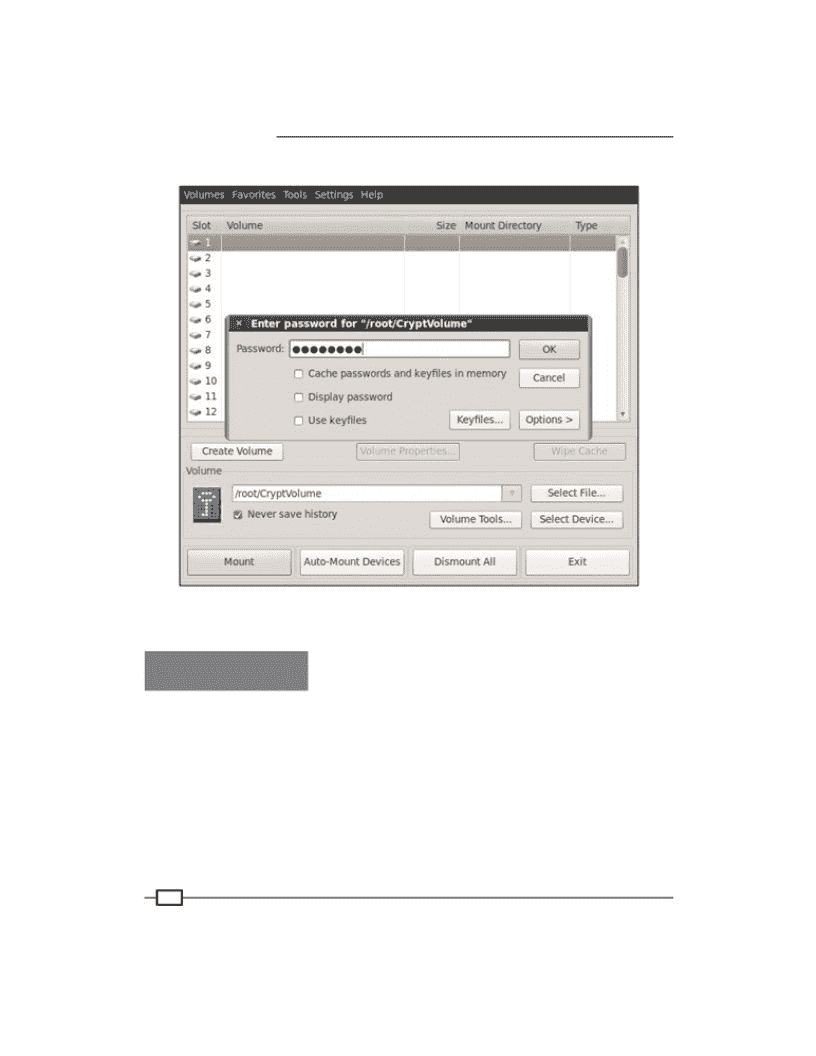 Volumes Favorites Tools Settings Help
Slot Volume Size Mount Directory Type
1
2
3
4
5
6
7
8
9
10
11
12
Enter password for "/root/CryptVolume"
Password: ●●●●●●●● OK
Cache passwords and keyfiles in memory Cancel
Display password
Use keyfiles Keyfiles... Options >
Create Volume Volume Properties... Wipe Cache
Volume
/root/CryptVolume Select File...
Never save history Volume Tools... Select Device...
Mount Auto-Mount Devices Dismount All Exit